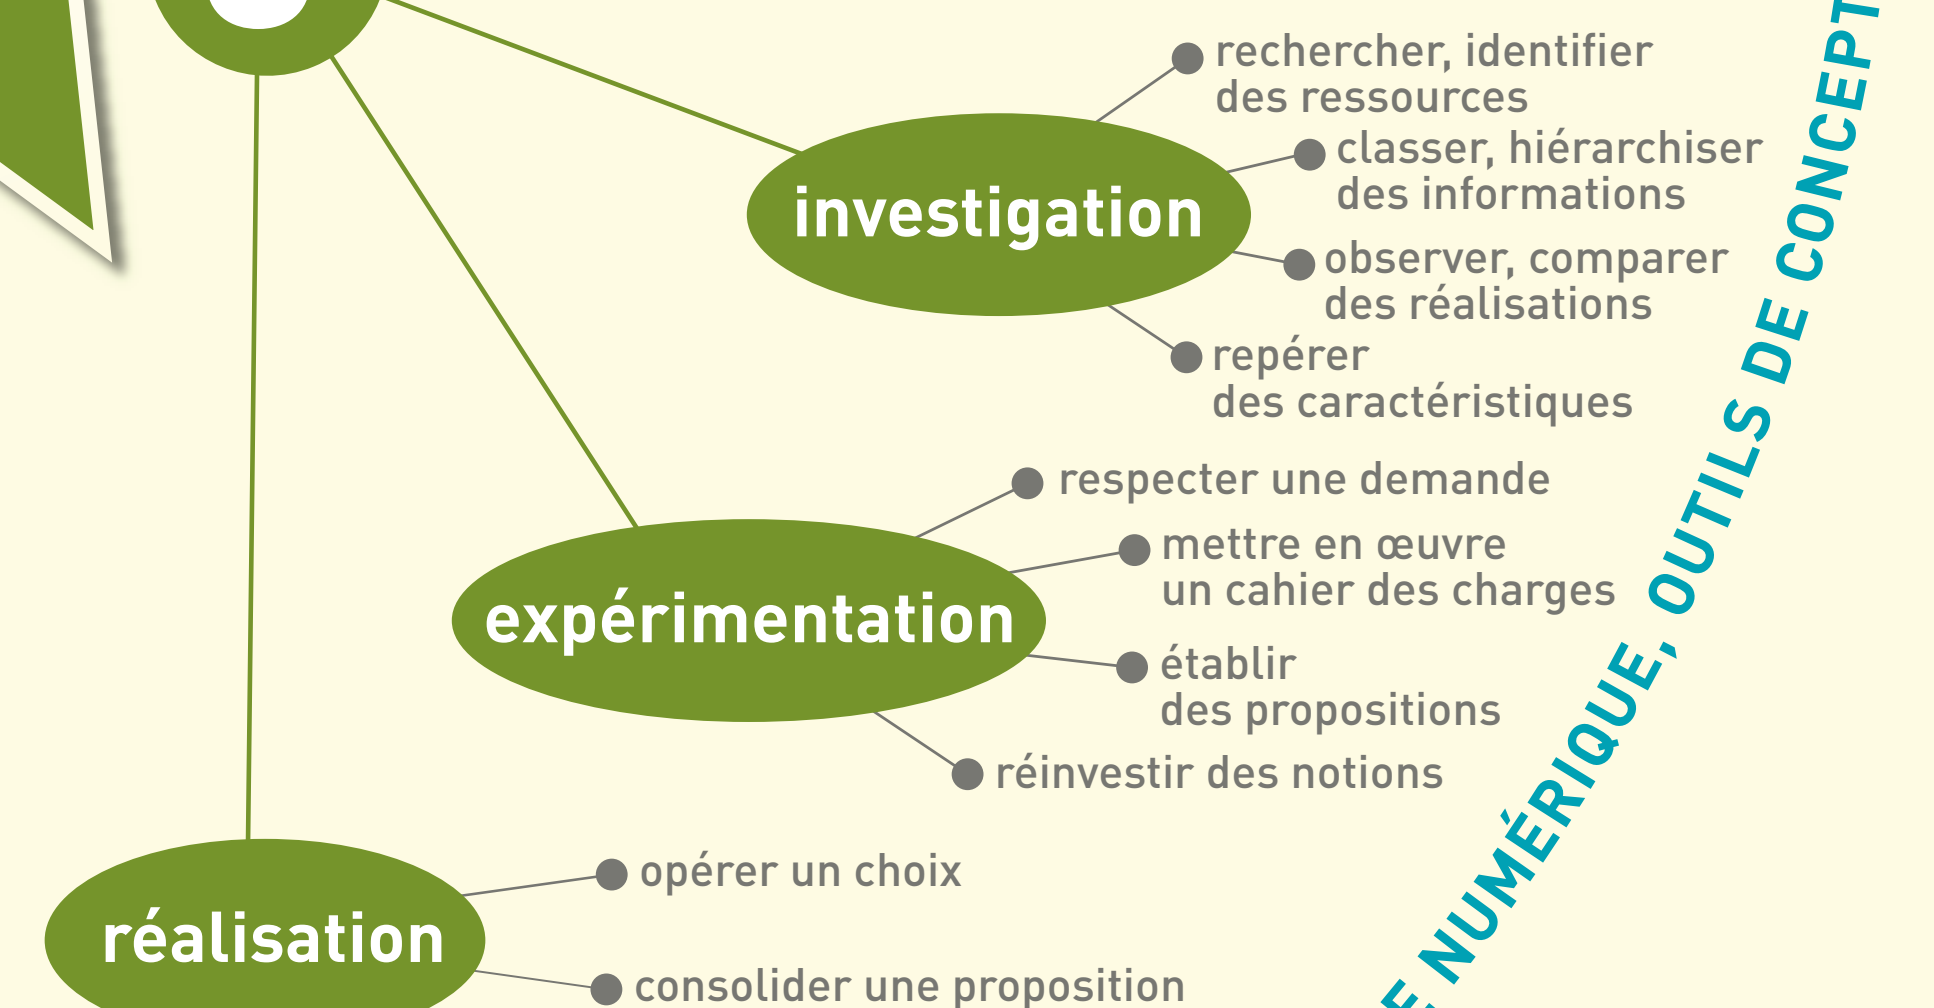 rechercher, identifier
des ressources
classer, hiérarchiser
des informations
investigation
observer, comparer
des réalisations
repérer
des caractéristiques
respecter une demande
mettre en œuvre
un cahier des charges
expérimentation
établir
des propositions
réinvestir des notions
opérer un choix
réalisation
consolider une proposition
NUMÉRIQUE, OUTILS DE